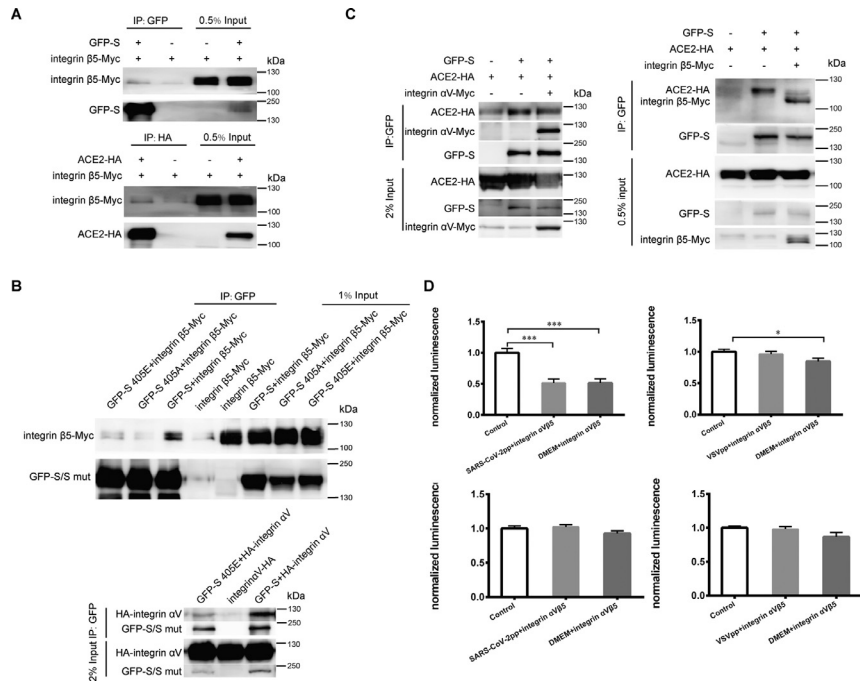 A
IP: GFP 0.5% Input
GFP-S + - - +
integrin β5-Myc + + + + kDa
integrin β5-Myc 130
100
GFP-S 250
130
IP: HA 0.5% Input
ACE2-HA + - - +
integrin β5-Myc + + + + kDa
integrin β5-Myc 130
100
ACE2-HA 130
100
B
IP: GFP 1% Input
GFP-S 405E+integrin β5-Myc
GFP-S 405A+integrin β5-Myc
GFP-S+integrin β5-Myc
integrin β5-Myc
integrin β5-Myc
GFP-S+integrin β5-Myc
GFP-S 405A+integrin β5-Myc
GFP-S 405E+integrin β5-Myc
kDa
integrin β5-Myc 130
100
GFP-S/S mut 250
130
GFP-S 405E+HA-integrin αV
integrinαV-HA
GFP-S+HA-integrin αV
kDa
2% Input IP: GFP
HA-integrin αV 130
GFP-S/S mut 250
HA-integrin αV 130
GFP-S/S mut 250
C
GFP-S - + +
ACE2-HA + + +
integrin αV-Myc - - + kDa
IP:GFP
ACE2-HA 130
100
integrin αV-Myc 130
GFP-S 250
130
2% Input
ACE2-HA 130
100
GFP-S 250
130
integrin αV-Myc 130
GFP-S - + +
ACE2-HA + + +
integrin β5-Myc - - + kDa
IP: GFP
ACE2-HA 130
integrin β5-Myc 100
GFP-S 250
130
0.5% input
ACE2-HA 130
100
GFP-S 250
130
integrin β5-Myc 130
100
D
normalized luminescence
1.5
1.0
0.5
0.0
***
***
Control
SARS-CoV-2pp+integrin αVβ5
DMEM+integrin αVβ5
normalized luminescence
1.5
1.0
0.5
0.0
*
Control
VSVpp+integrin αVβ5
DMEM+integrin αVβ5
normalized luminescence
1.5
1.0
0.5
0.0
Control
SARS-CoV-2pp+integrin αVβ5
DMEM+integrin αVβ5
normalized luminescence
1.5
1.0
0.5
0.0
Control
VSVpp+integrin αVβ5
DMEM+integrin αVβ5